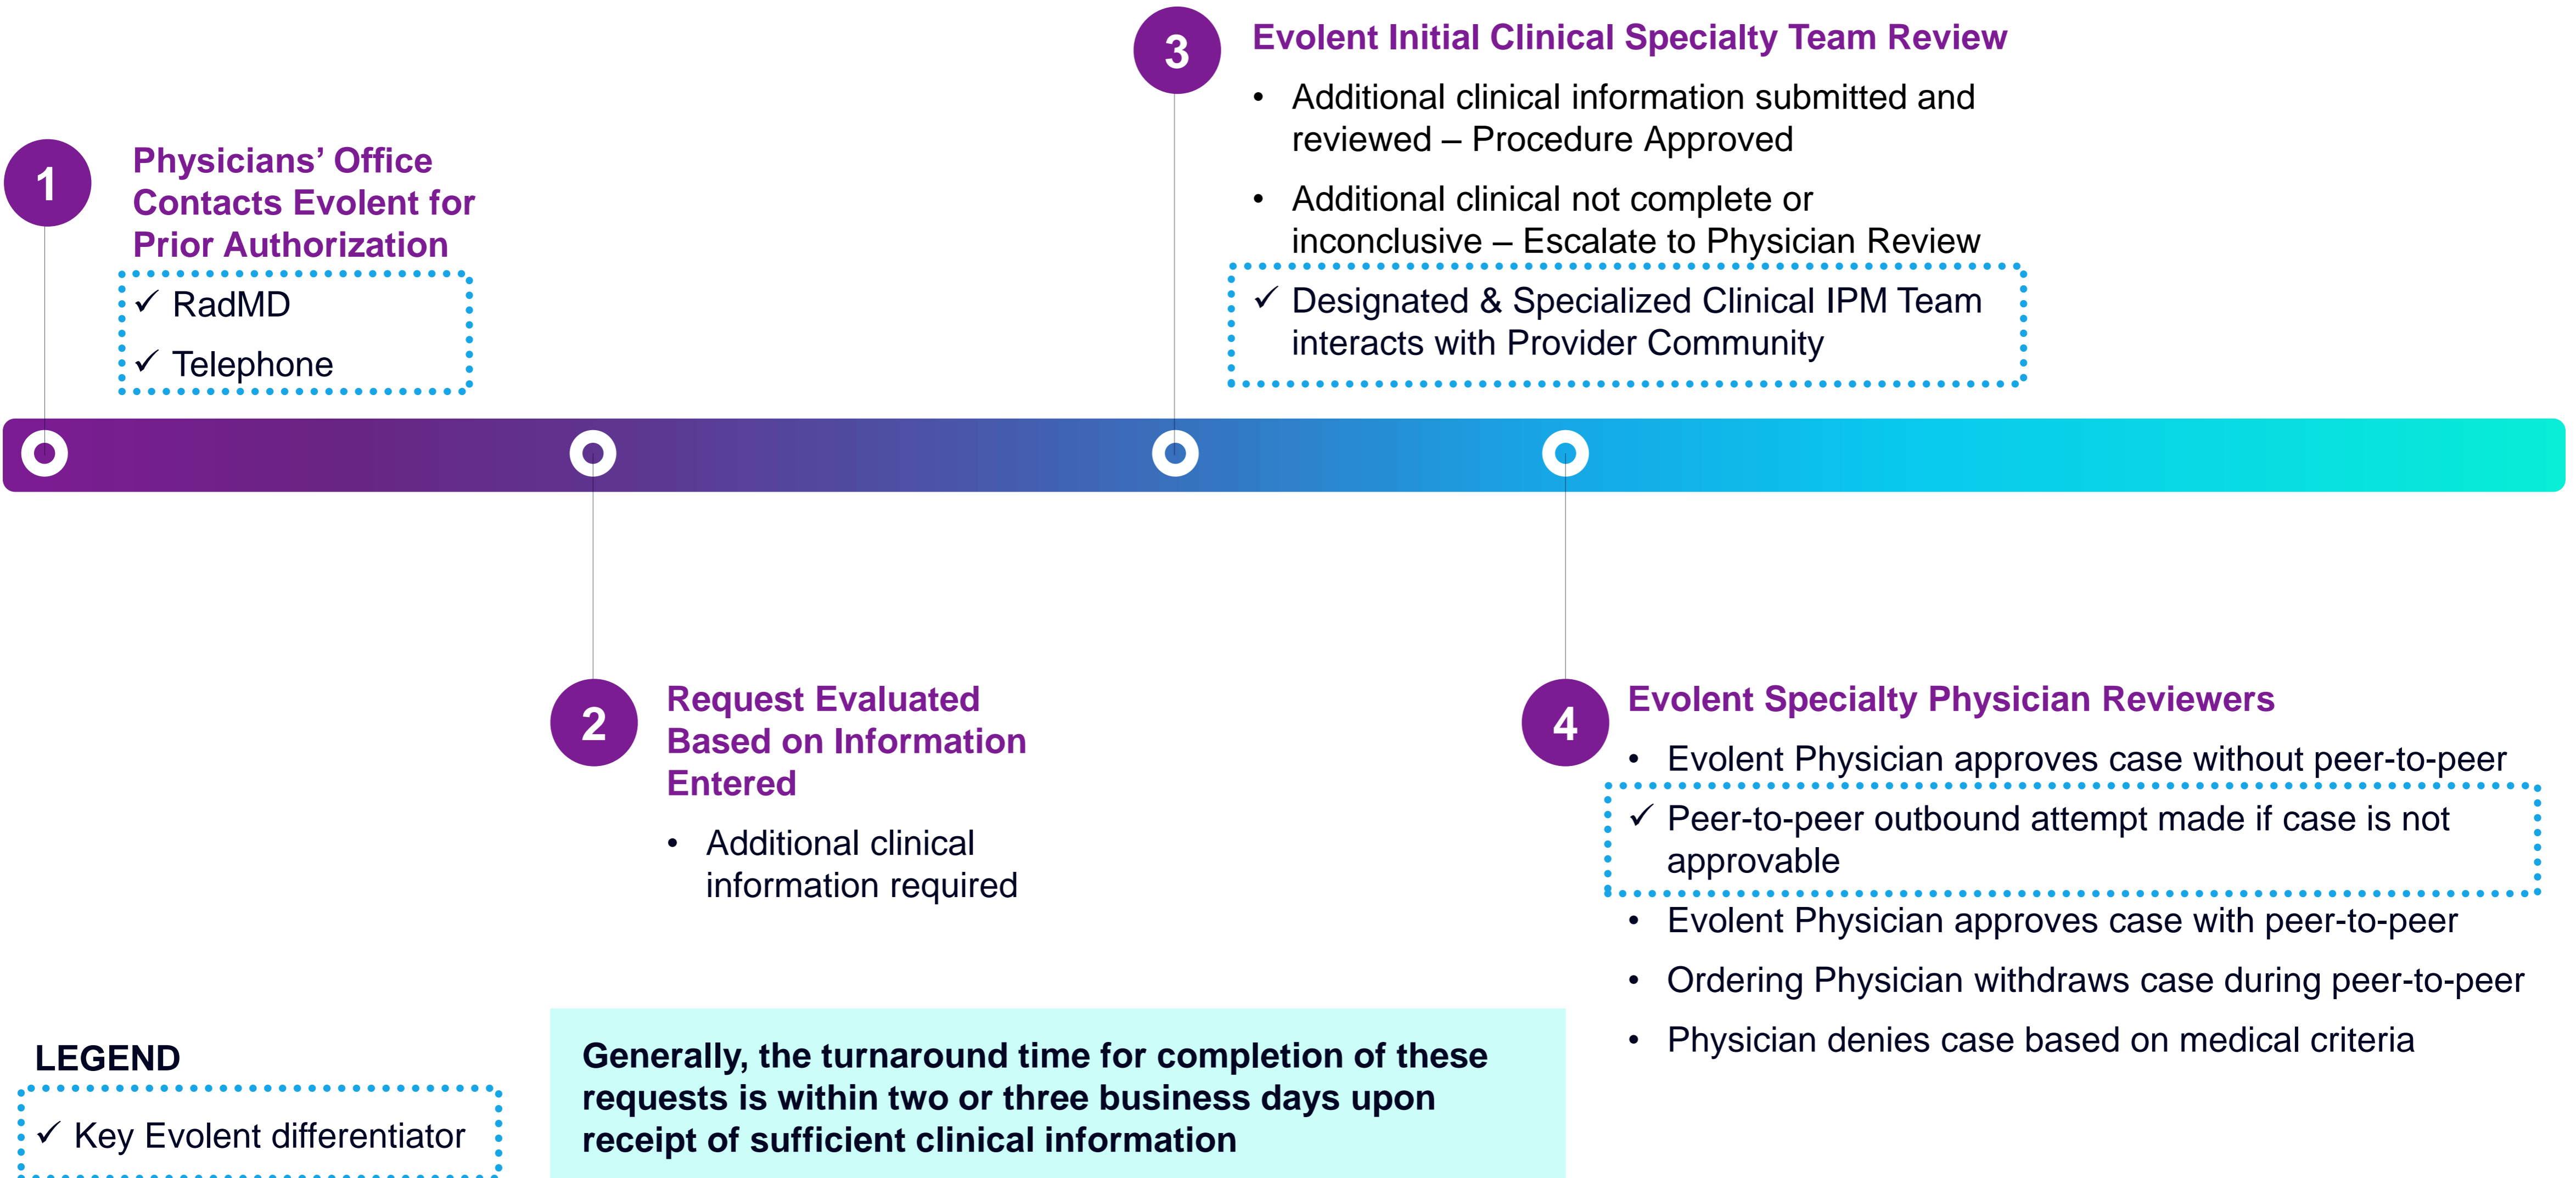 1
Physicians’ Office
Contacts Evolent for
Prior Authorization
✓ RadMD
✓ Telephone
2
Request Evaluated
Based on Information
Entered
• Additional clinical
information required
3
Evolent Initial Clinical Specialty Team Review
• Additional clinical information submitted and
reviewed – Procedure Approved
• Additional clinical not complete or
inconclusive – Escalate to Physician Review
✓ Designated & Specialized Clinical IPM Team
interacts with Provider Community
4
Evolent Specialty Physician Reviewers
• Evolent Physician approves case without peer-to-peer
✓ Peer-to-peer outbound attempt made if case is not
approvable
• Evolent Physician approves case with peer-to-peer
• Ordering Physician withdraws case during peer-to-peer
• Physician denies case based on medical criteria
LEGEND
✓ Key Evolent differentiator
Generally, the turnaround time for completion of these
requests is within two or three business days upon
receipt of sufficient clinical information